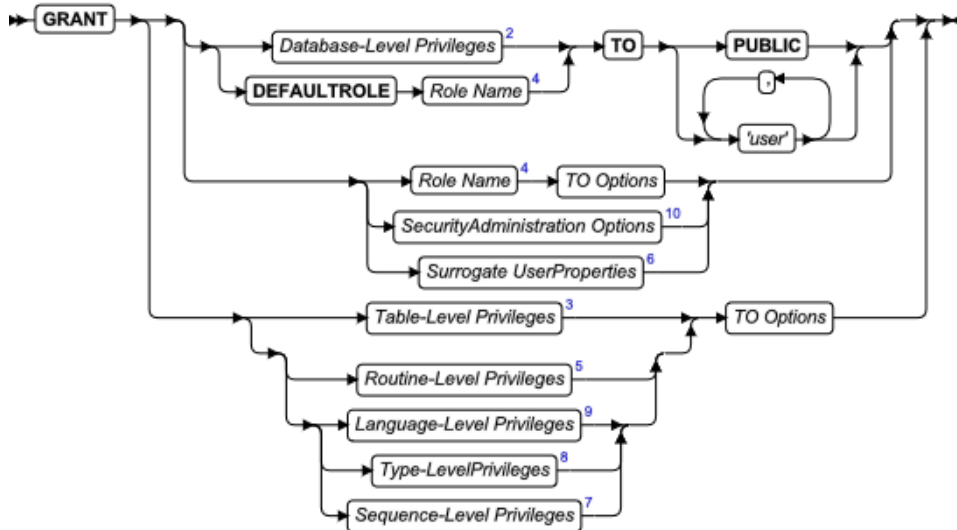 GRANT
Database-Level Privileges 2
TO
PUBLIC
DEFAULTROLE
Role Name 4
,
'user'
Role Name 4
TO Options
SecurityAdministration Options 10
Surrogate UserProperties 6
Table-Level Privileges 3
TO Options
Routine-Level Privileges 5
Language-Level Privileges 9
Type-LevelPrivileges 8
Sequence-Level Privileges 7